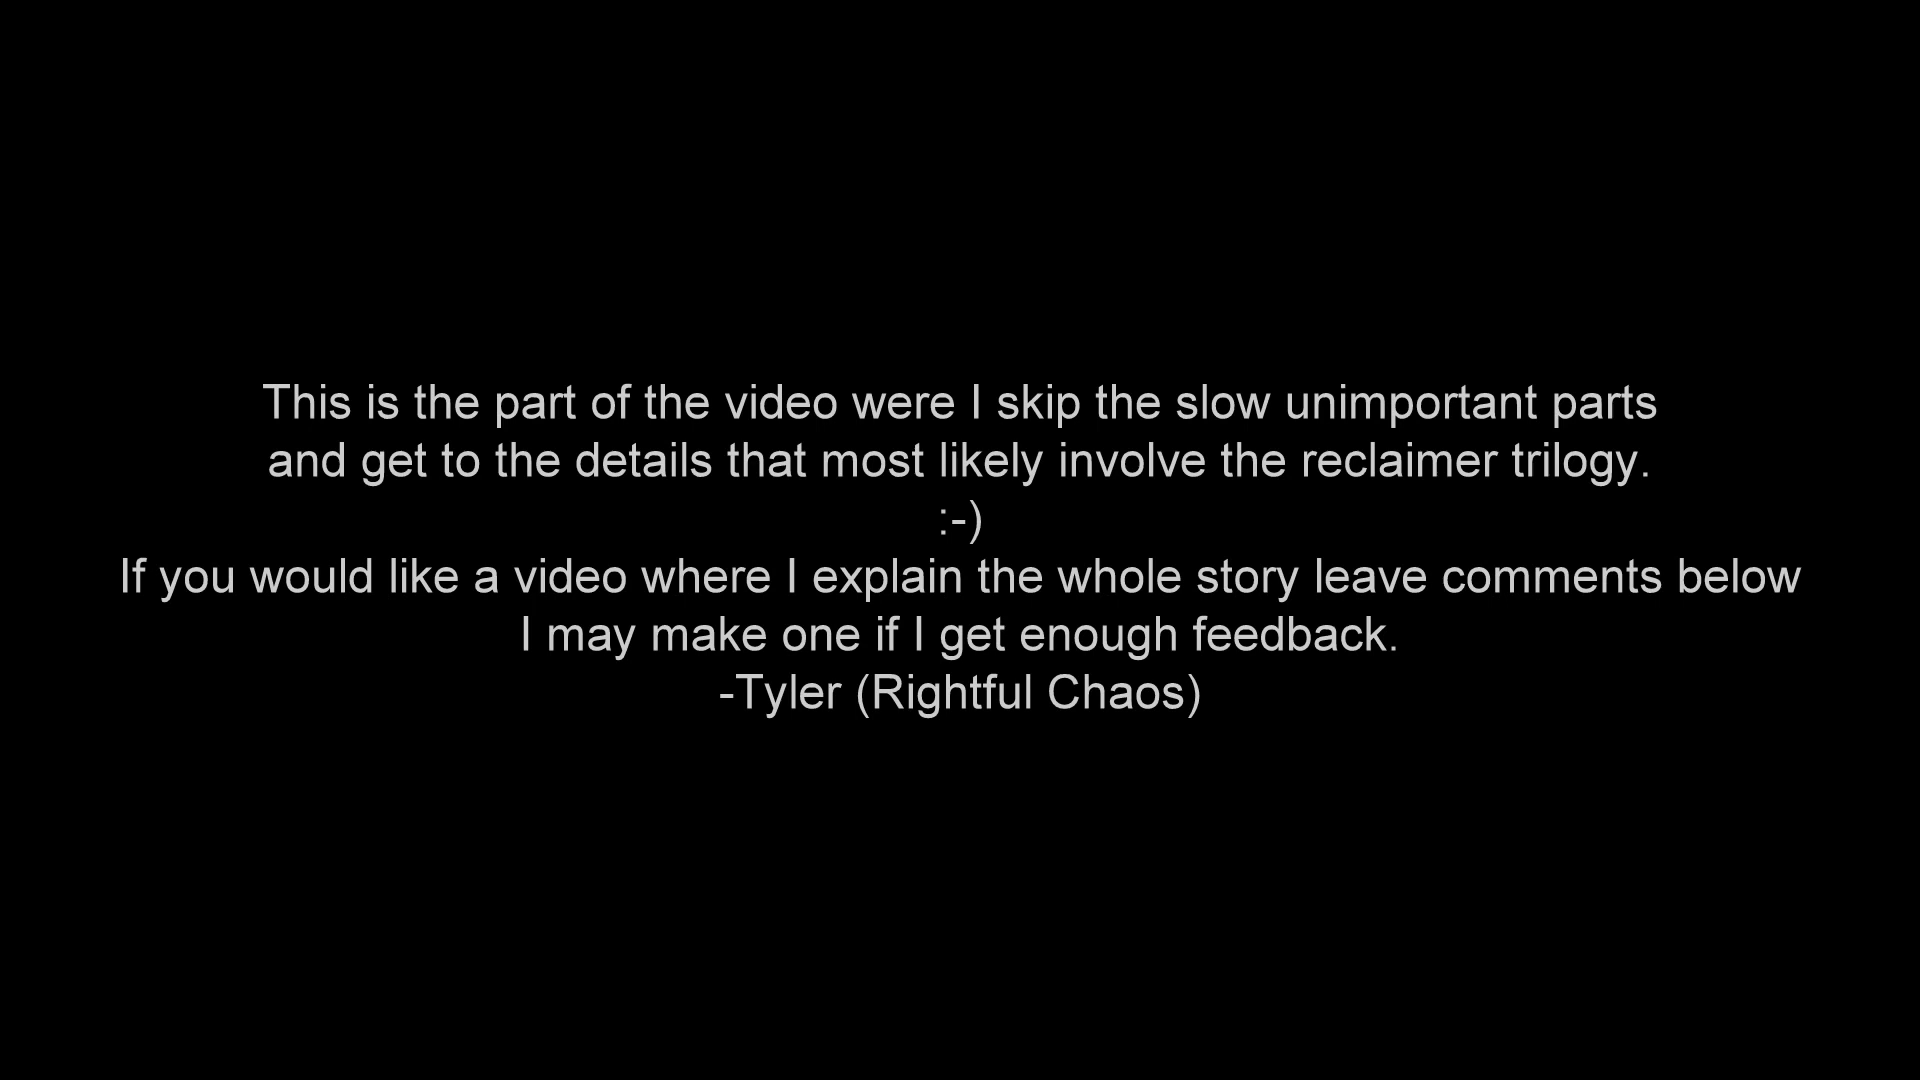 This is the part of the video were I skip the slow unimportant parts
and get to the details that most likely involve the reclaimer trilogy.
:-)
If you would like a video where I explain the whole story leave comments below
I may make one if I get enough feedback.
-Tyler (Rightful Chaos)